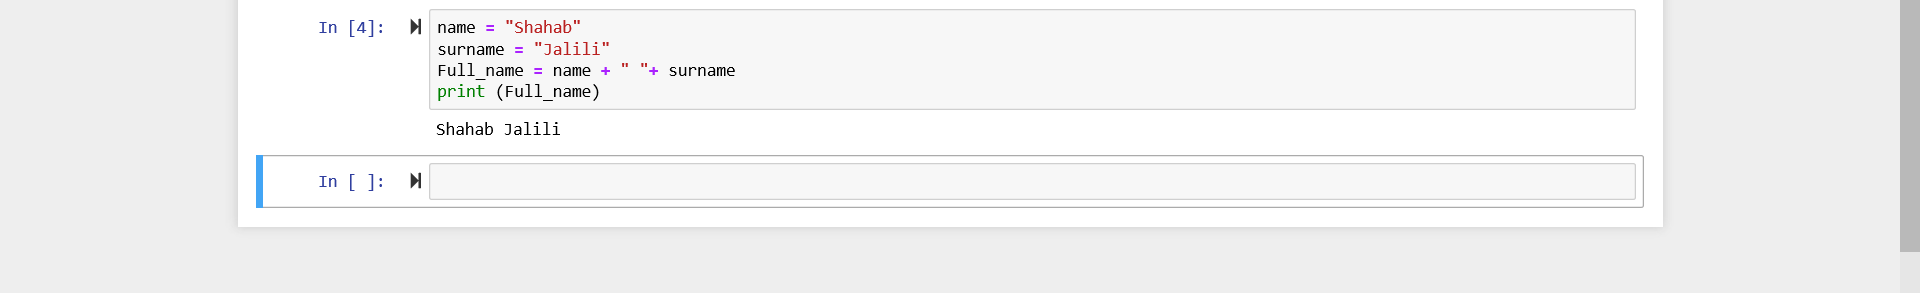 In [4]: name = "Shahab"
surname = "Jalili"
Full_name = name + " "+ surname
print (Full_name)
Shahab Jalili
In [ ]: